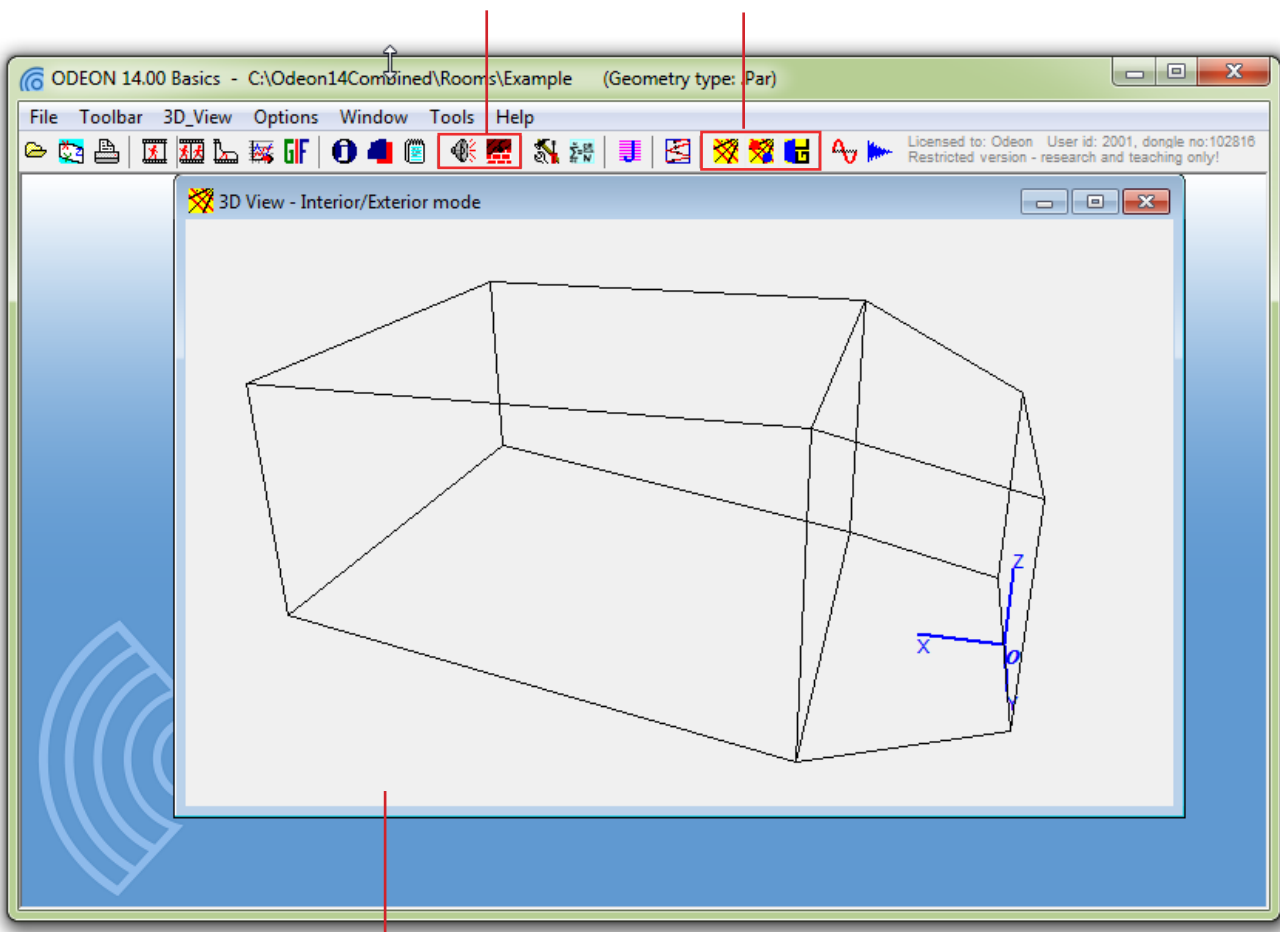 ODEON 14.00 Basics - C:\Odeon14Combined\Rooms\Example (Geometry type: .Par)
File Toolbar 3D_View Options Window Tools Help
GIF
Licensed to: Odeon User id: 2001, dongle no:102816
Restricted version - research and teaching only!
3D View - Interior/Exterior mode
Z
X
O
Y